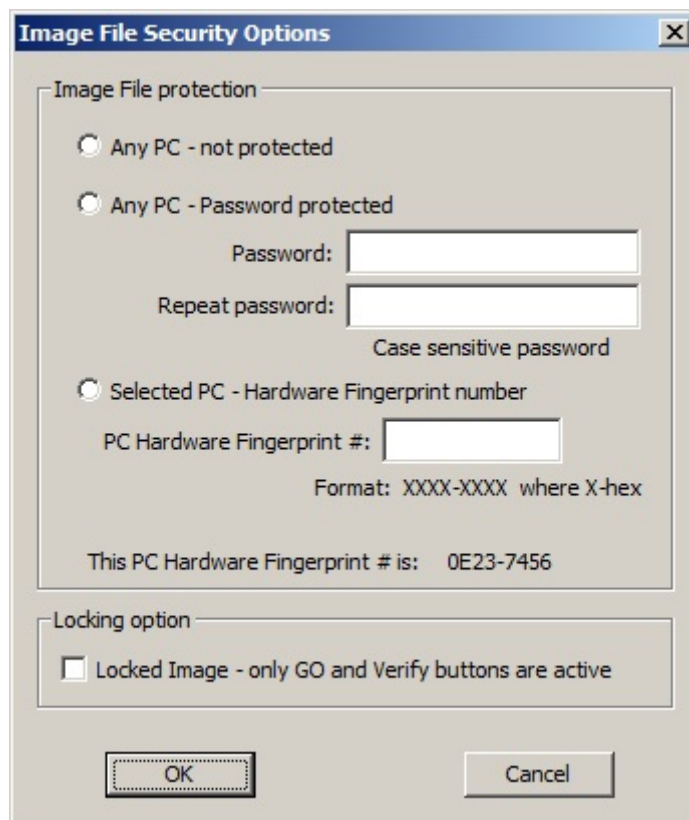 Image File Security Options
Image File protection
Any PC - not protected
Any PC - Password protected
Password:
Repeat password:
Case sensitive password
Selected PC - Hardware Fingerprint number
PC Hardware Fingerprint #:
Format: XXXX-XXXX where X-hex
This PC Hardware Fingerprint # is: 0E23-7456
Locking option
Locked Image - only GO and Verify buttons are active
OK Cancel